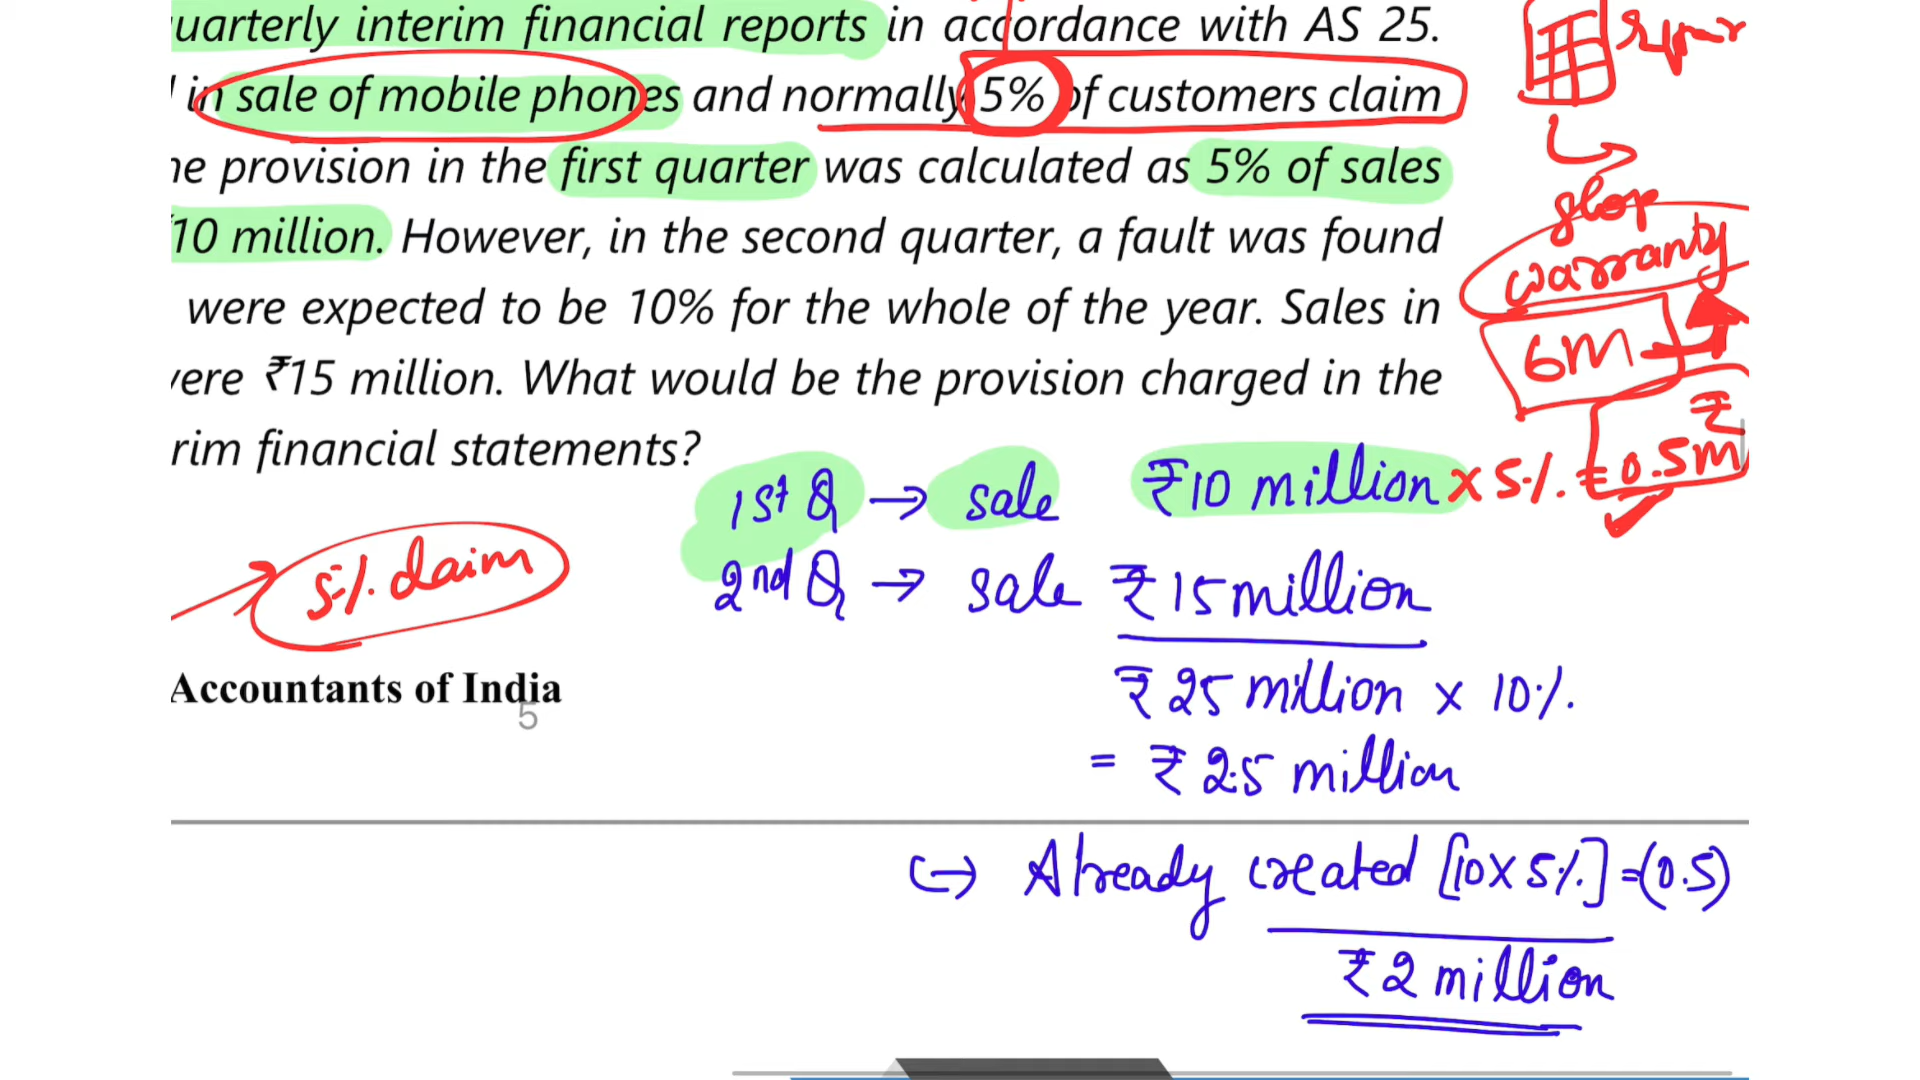 uarterly interim financial reports in accordance with AS 25.
in sale of mobile phones and normally 5% of customers claim
he provision in the first quarter was calculated as 5% of sales
₹10 million. However, in the second quarter, a fault was found
were expected to be 10% for the whole of the year. Sales in
vere ₹15 million. What would be the provision charged in the
rim financial statements?
warranty
6M
1st Q → sale ₹10 million x 5% = ₹0.5m
5% claim
2nd Q → sale ₹15 million
₹25 million x 10%
Accountants of India
5
= ₹2.5 million
↪ Already created [10x5%] = (0.5)
₹2 million